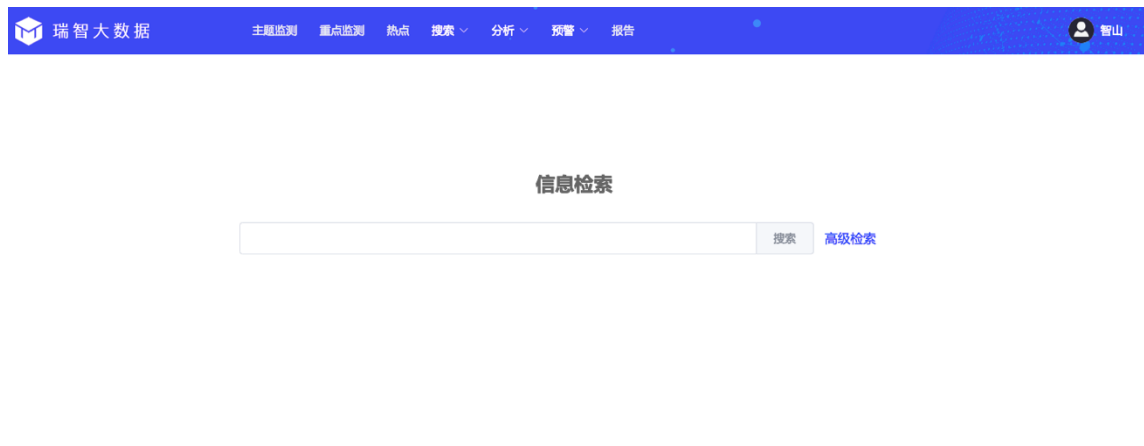 瑞智大数据 主题监测 重点监测 热点 搜索 分析 预警 报告 智山
信息检索
搜索 高级检索